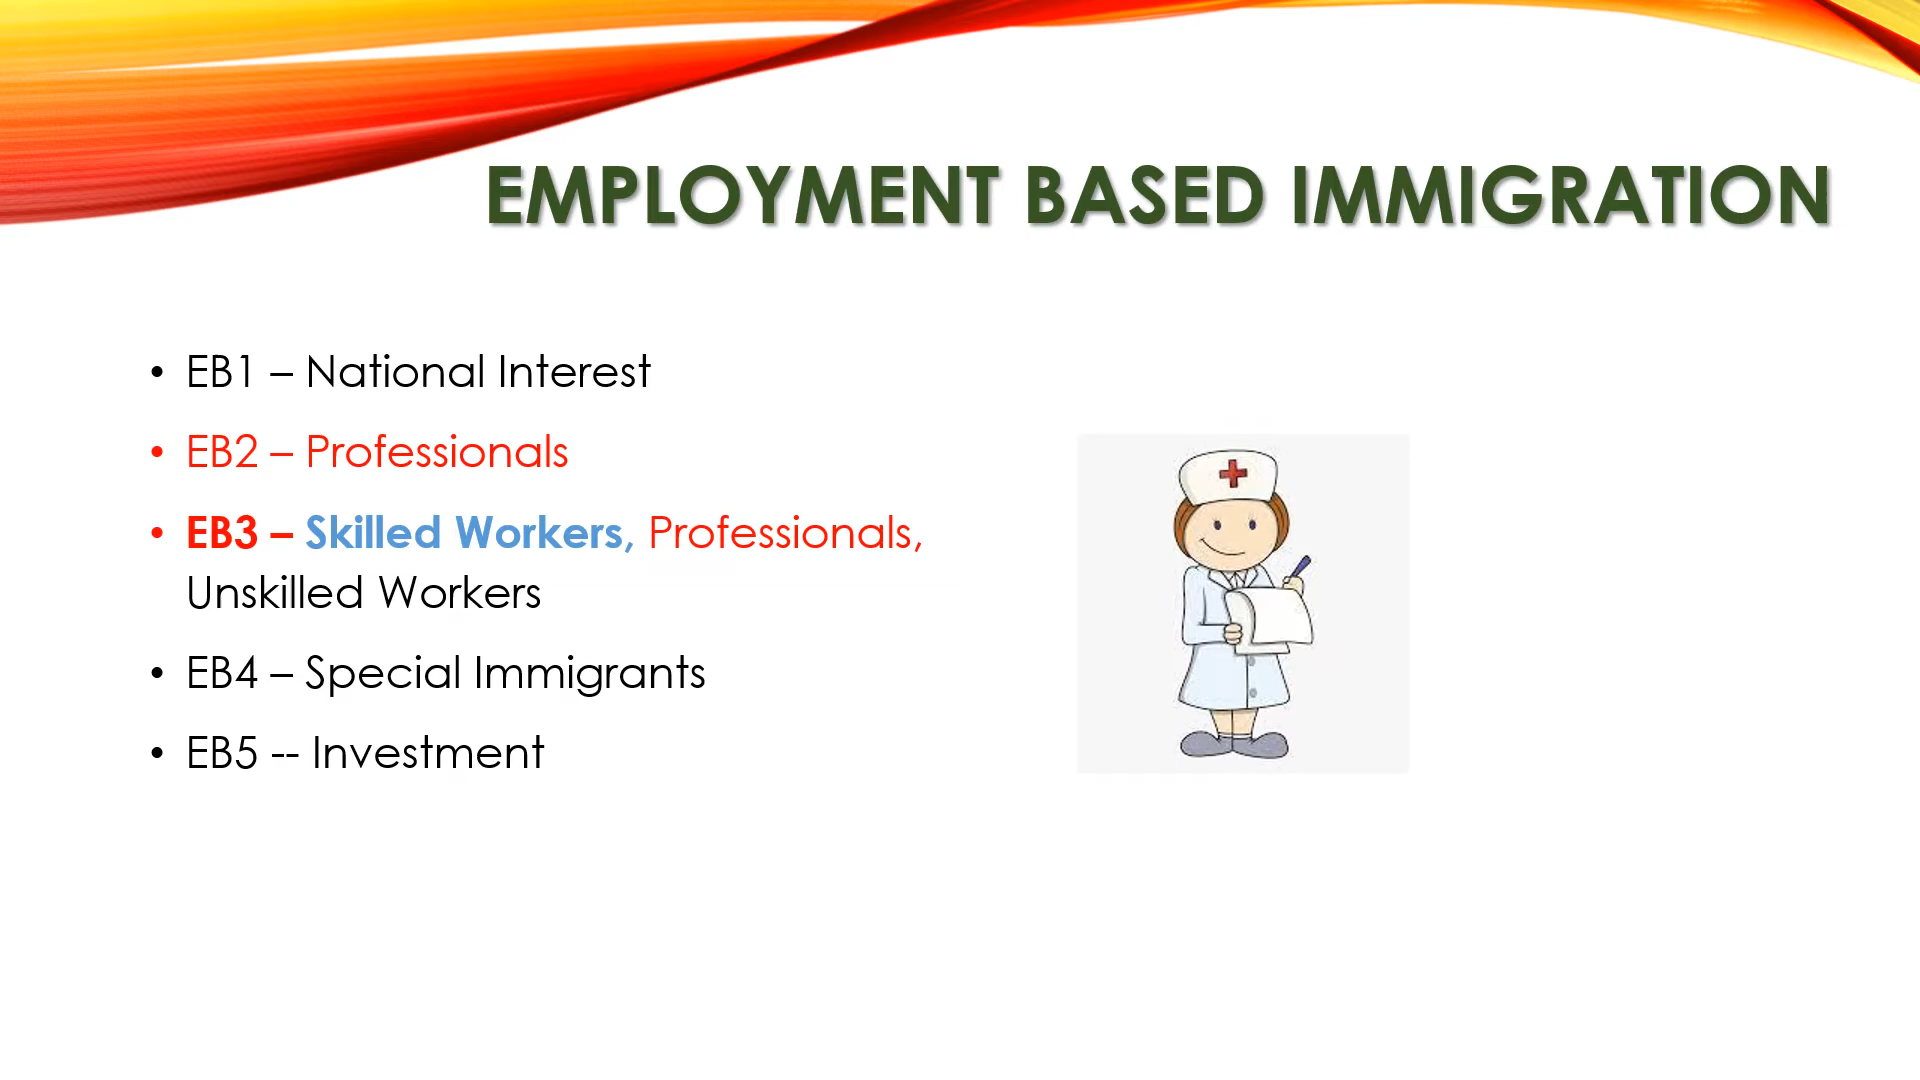 EMPLOYMENT BASED IMMIGRATION
• EB1 – National Interest
• EB2 – Professionals
• EB3 – Skilled Workers, Professionals,
Unskilled Workers
• EB4 – Special Immigrants
• EB5 -- Investment